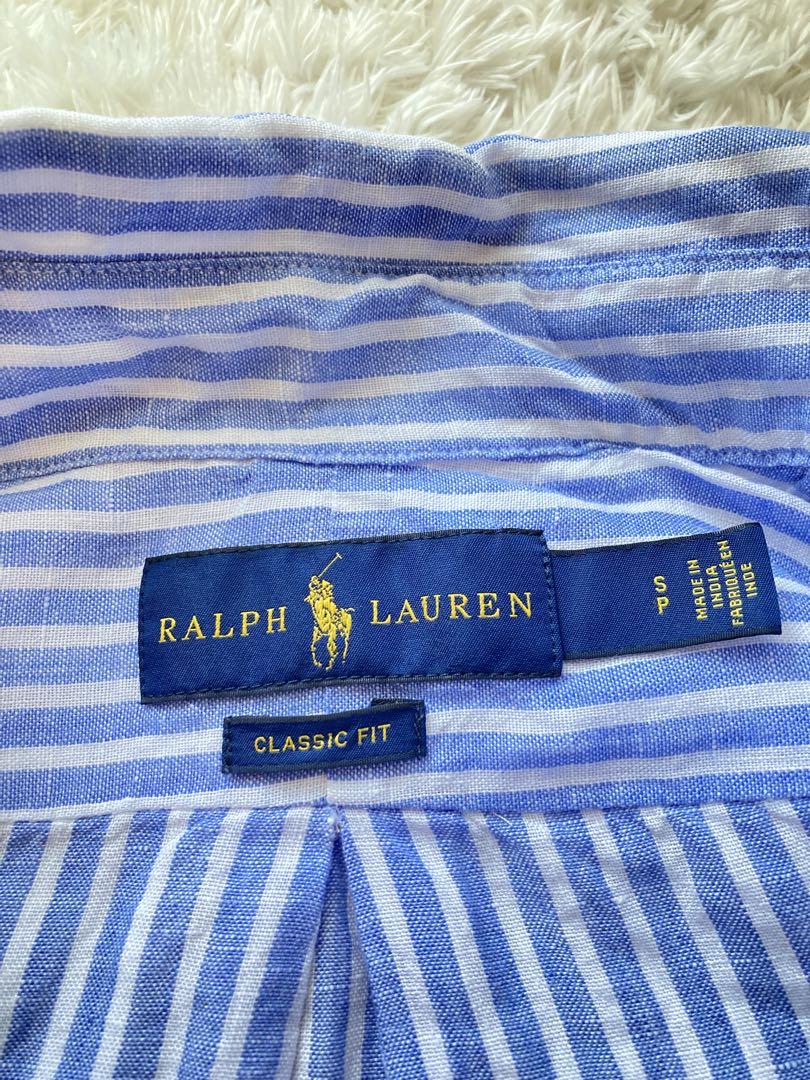 RALPH LAUREN
S
P
MADE IN
INDIA
FABRIQUÉ EN
INDE
CLASSIC FIT